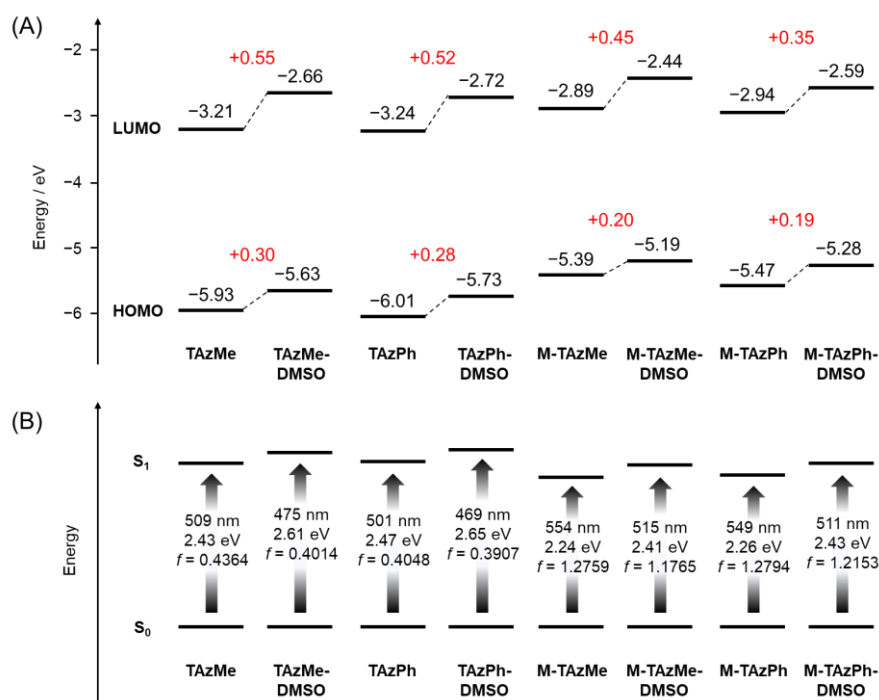 (A)
Energy / eV
−2
−3
−4
−5
−6
+0.55
+0.52
+0.45
+0.35
−3.21
−2.66
−3.24
−2.72
−2.89
−2.44
−2.94
−2.59
LUMO
+0.30
+0.28
+0.20
+0.19
−5.93
−5.63
−6.01
−5.73
−5.39
−5.19
−5.47
−5.28
HOMO
TAzMe
TAzMe-
DMSO
TAzPh
TAzPh-
DMSO
M-TAzMe
M-TAzMe-
DMSO
M-TAzPh
M-TAzPh-
DMSO
(B)
Energy
S₁
509 nm
2.43 eV
f = 0.4364
475 nm
2.61 eV
f = 0.4014
501 nm
2.47 eV
f = 0.4048
469 nm
2.65 eV
f = 0.3907
554 nm
2.24 eV
f = 1.2759
515 nm
2.41 eV
f = 1.1765
549 nm
2.26 eV
f = 1.2794
511 nm
2.43 eV
f = 1.2153
S₀
TAzMe
TAzMe-
DMSO
TAzPh
TAzPh-
DMSO
M-TAzMe
M-TAzMe-
DMSO
M-TAzPh
M-TAzPh-
DMSO